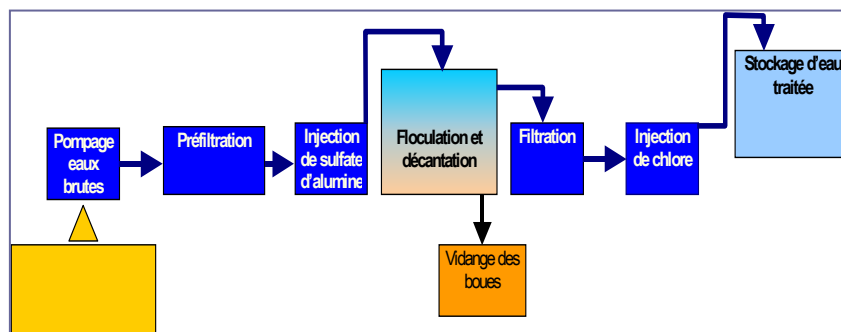 Pompage
eaux
brutes
Préfiltration
Injection
de sulfate
d'alumine
Floculation et
décantation
Vidange des
boues
Filtration
Injection
de chlore
Stockage d'eau
traitée